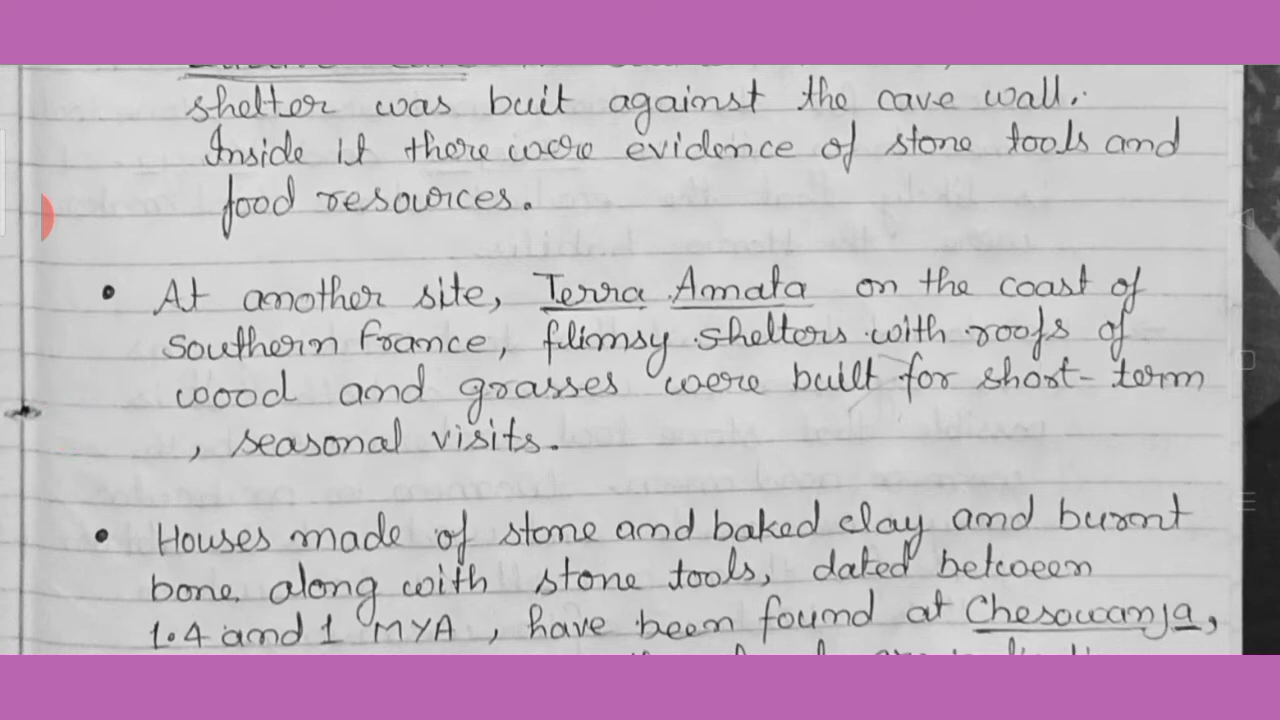 shelter was buit against the cave wall.
Inside it there were evidence of stone tools and
food resources.
• At another site, Terra Amata on the coast of
Southern France, flimsy shelters with roofs of
wood and grasses were built for short-term
, seasonal visits.
• Houses made of stone and baked clay and burnt
bone along with stone tools, dated between
1.4 and 1 MYA, have been found at Chesowanja,